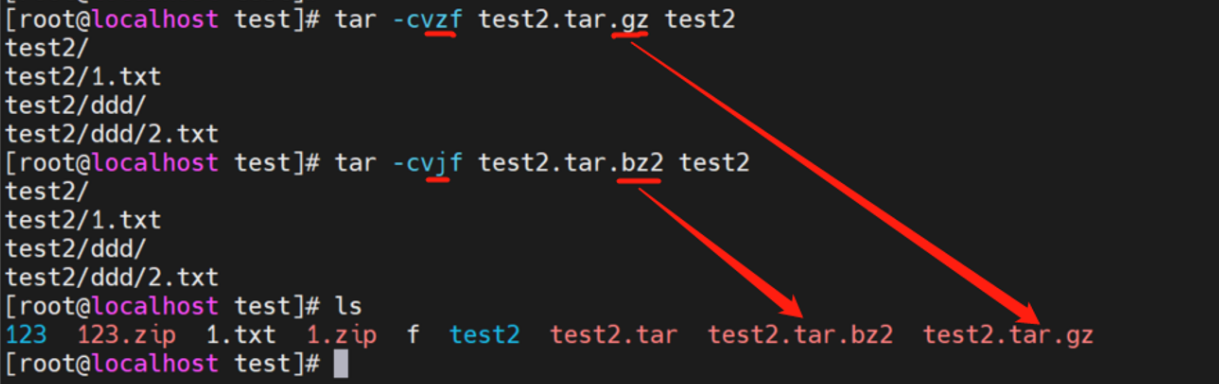 [root@localhost test]# tar -cvzf test2.tar.gz test2
test2/
test2/1.txt
test2/ddd/
test2/ddd/2.txt
[root@localhost test]# tar -cvjf test2.tar.bz2 test2
test2/
test2/1.txt
test2/ddd/
test2/ddd/2.txt
[root@localhost test]# ls
123 123.zip 1.txt 1.zip f test2 test2.tar test2.tar.bz2 test2.tar.gz
[root@localhost test]#